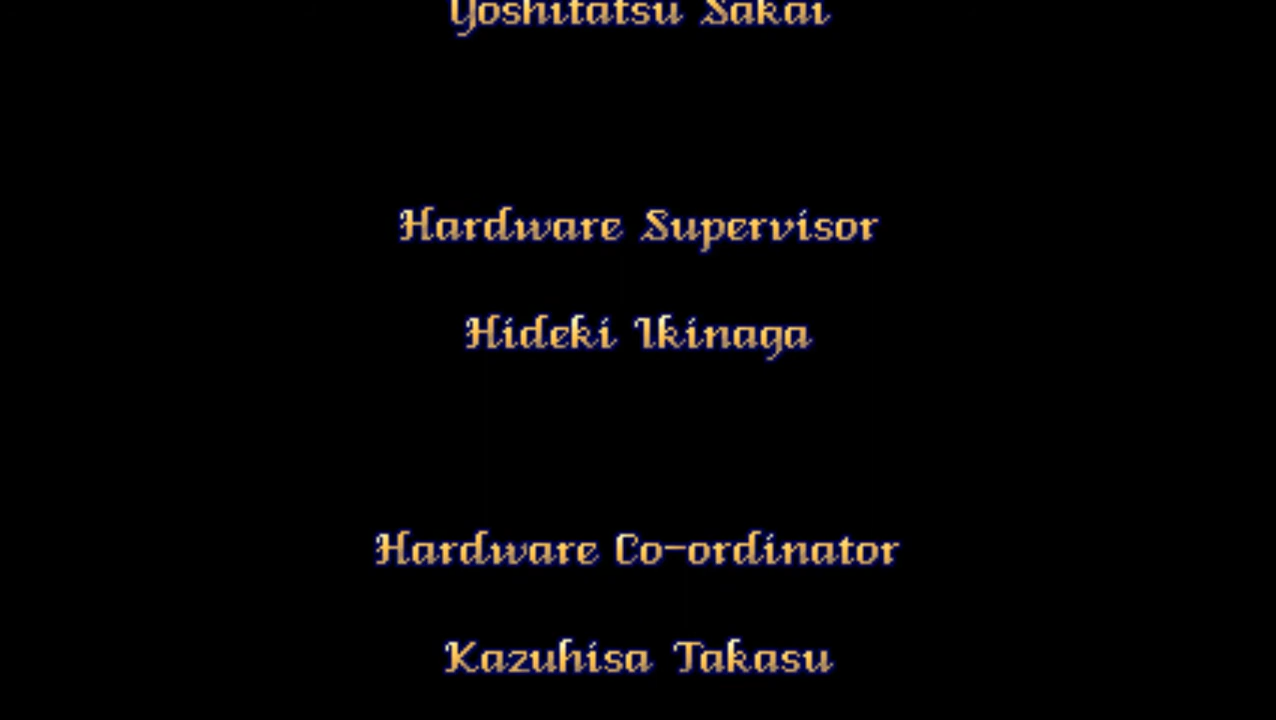 Yoshitatsu Sakai
Hardware Supervisor
Hideki Ikinaga
Hardware Co-ordinator
Kazuhisa Takasu